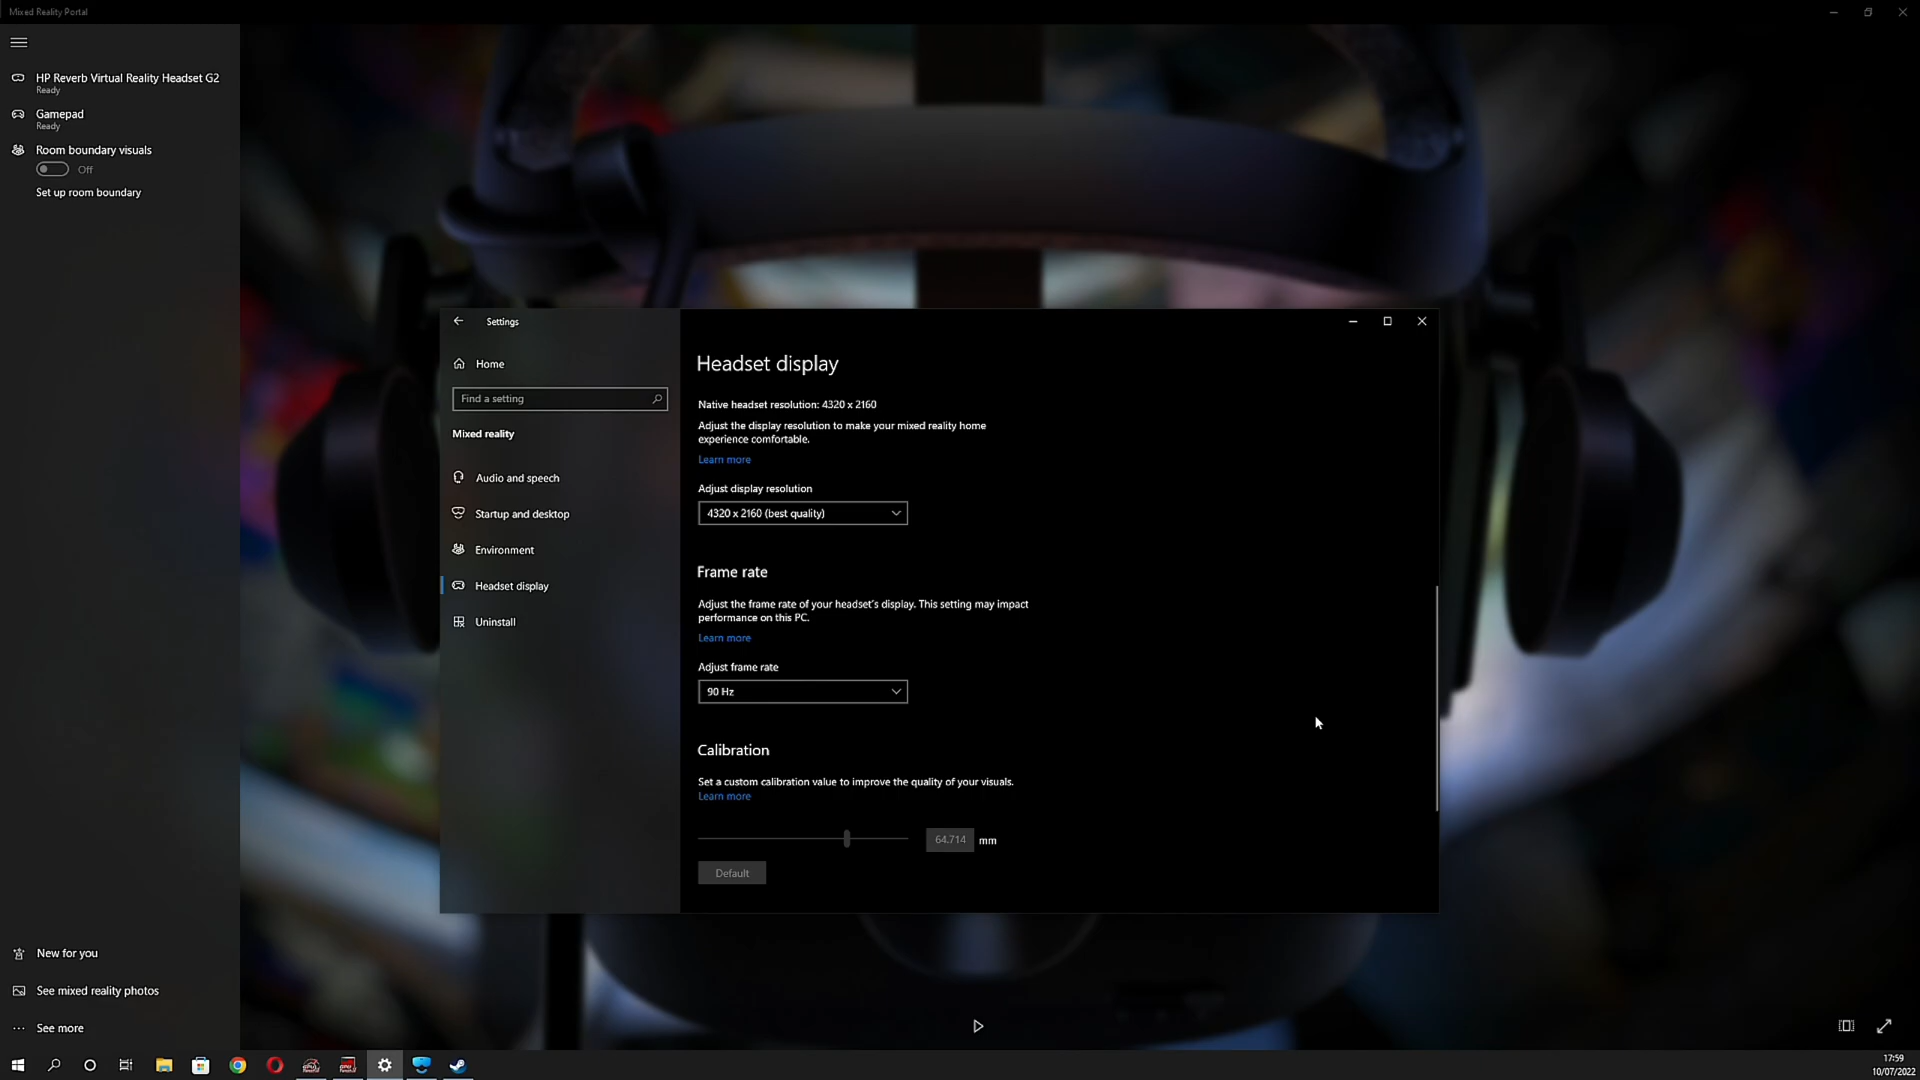 Mixed Reality Portal
HP Reverb Virtual Reality Headset G2
Ready
Gamepad
Ready
Room boundary visuals
Off
Set up room boundary
Settings
Home
Find a setting
Mixed reality
Audio and speech
Startup and desktop
Environment
Headset display
Uninstall
Headset display
Native headset resolution: 4320 x 2160
Adjust the display resolution to make your mixed reality home
experience comfortable.
Learn more
Adjust display resolution
4320 x 2160 (best quality)
Frame rate
Adjust the frame rate of your headset's display. This setting may impact
performance on this PC.
Learn more
Adjust frame rate
90 Hz
Calibration
Set a custom calibration value to improve the quality of your visuals.
Learn more
64.714 mm
Default
New for you
See mixed reality photos
See more
17:59
10/07/2022